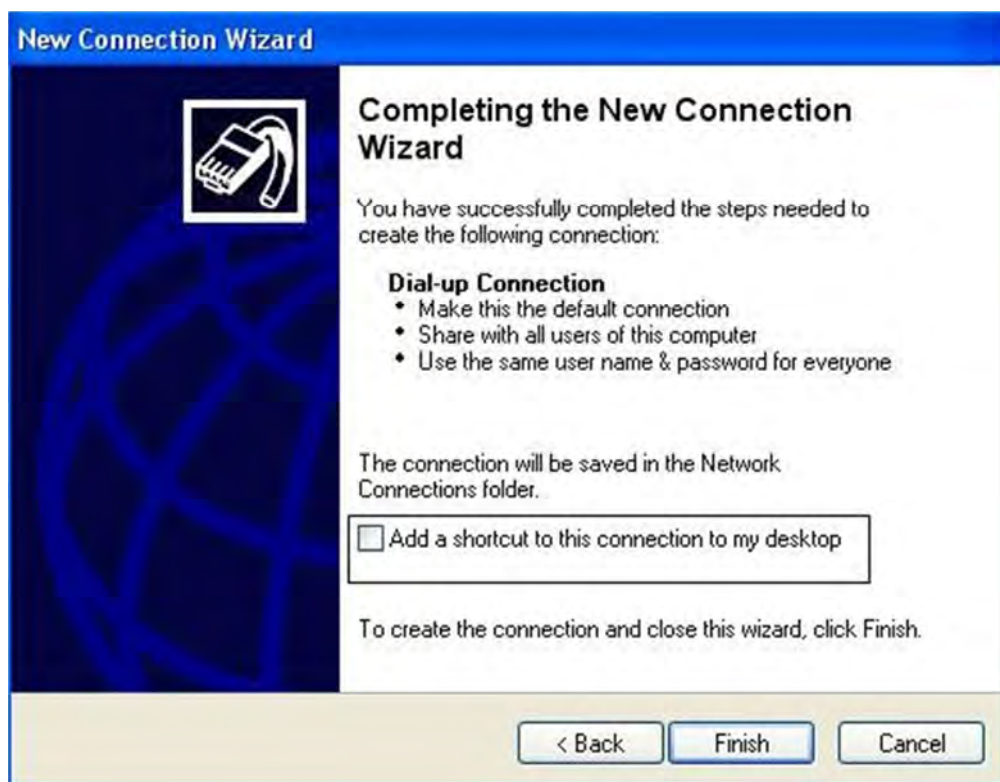 New Connection Wizard
Completing the New Connection
Wizard
You have successfully completed the steps needed to
create the following connection:
Dial-up Connection
• Make this the default connection
• Share with all users of this computer
• Use the same user name & password for everyone
The connection will be saved in the Network
Connections folder.
Add a shortcut to this connection to my desktop
To create the connection and close this wizard, click Finish.
< Back
Finish
Cancel